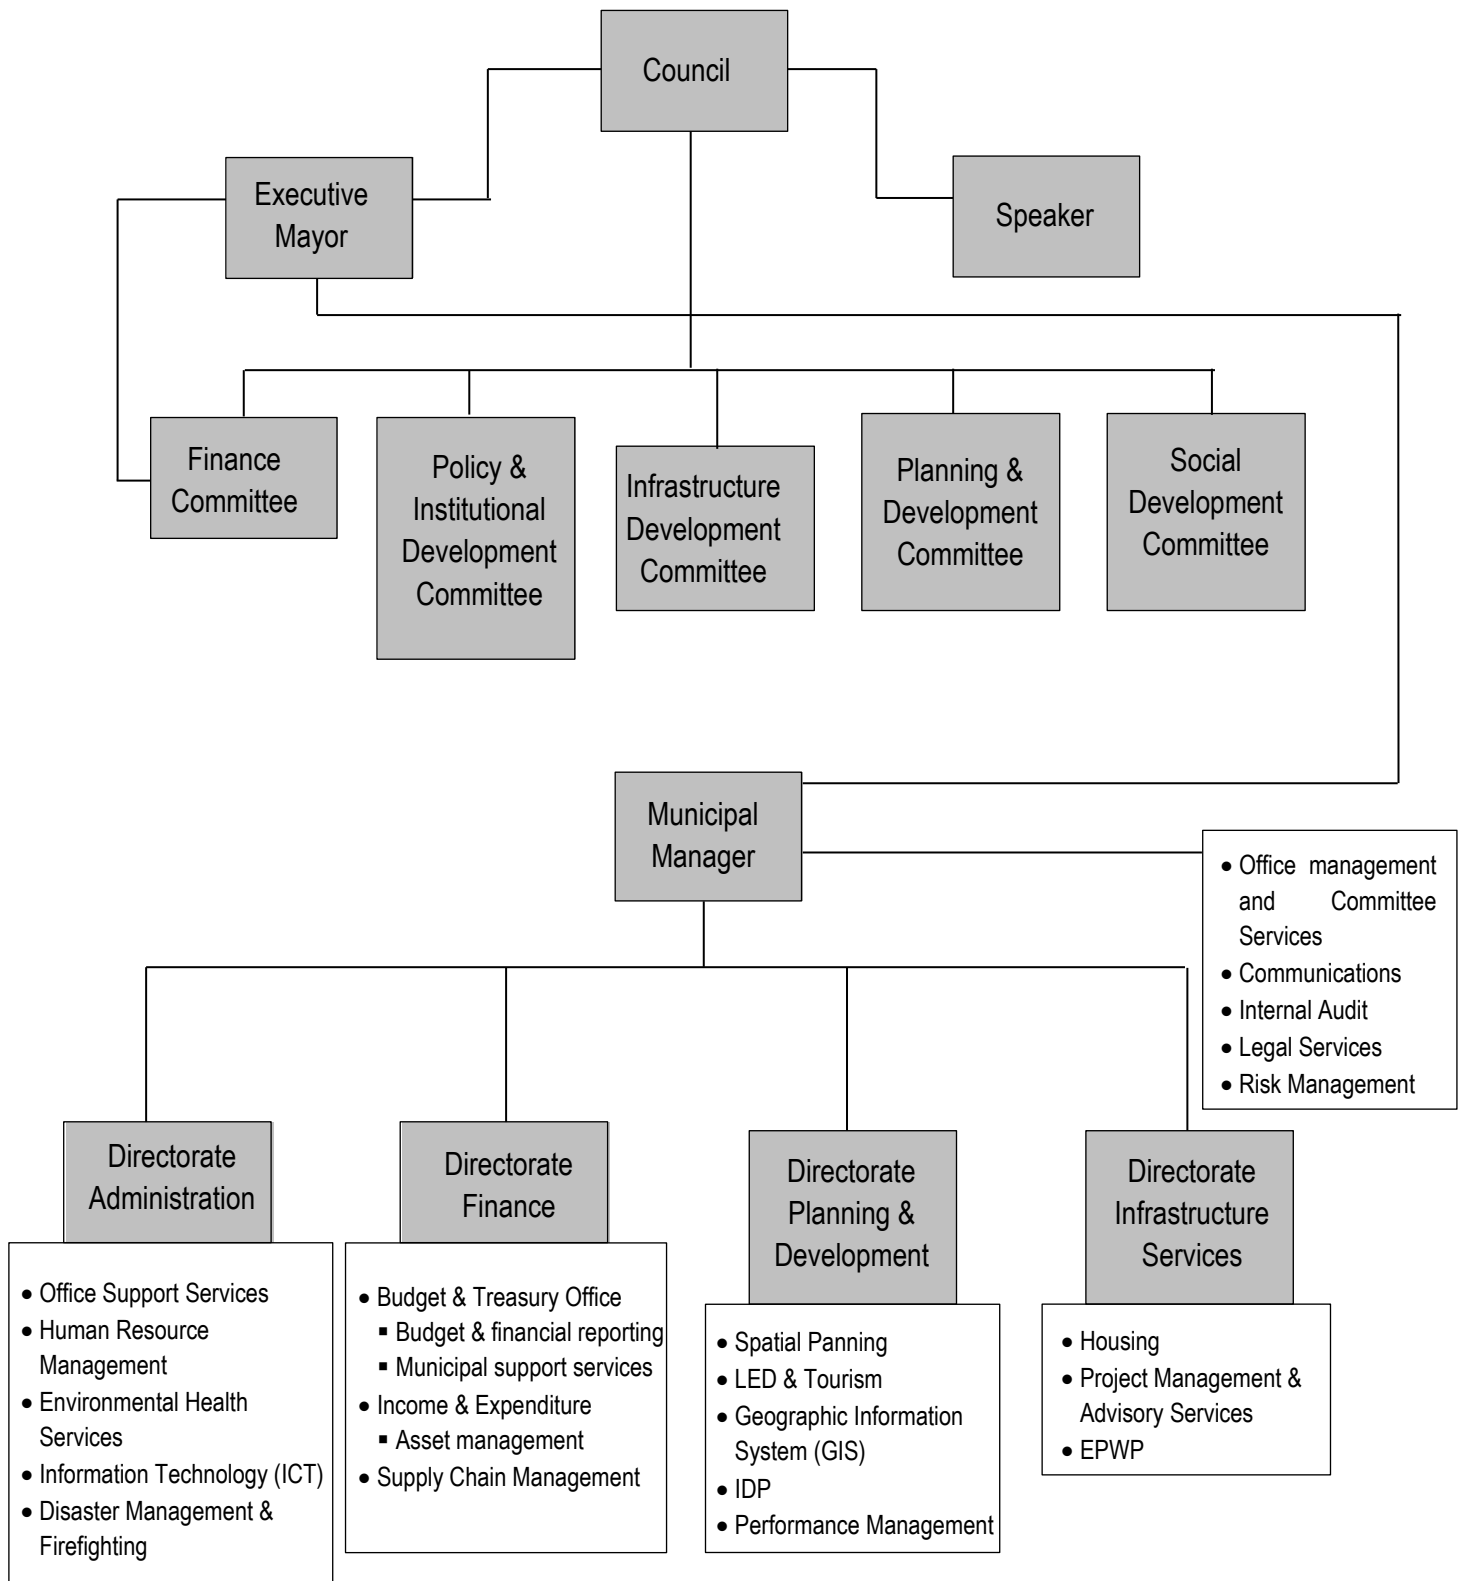 Council
Executive
Mayor
Speaker
Finance
Committee
Policy &
Institutional
Development
Committee
Infrastructure
Development
Committee
Planning &
Development
Committee
Social
Development
Committee
Municipal
Manager
• Office management
and Committee
Services
• Communications
• Internal Audit
• Legal Services
• Risk Management
Directorate
Administration
• Office Support Services
• Human Resource
Management
• Environmental Health
Services
• Information Technology (ICT)
• Disaster Management &
Firefighting
Directorate
Finance
• Budget & Treasury Office
▪ Budget & financial reporting
▪ Municipal support services
• Income & Expenditure
▪ Asset management
• Supply Chain Management
Directorate
Planning &
Development
• Spatial Panning
• LED & Tourism
• Geographic Information
System (GIS)
• IDP
• Performance Management
Directorate
Infrastructure
Services
• Housing
• Project Management &
Advisory Services
• EPWP